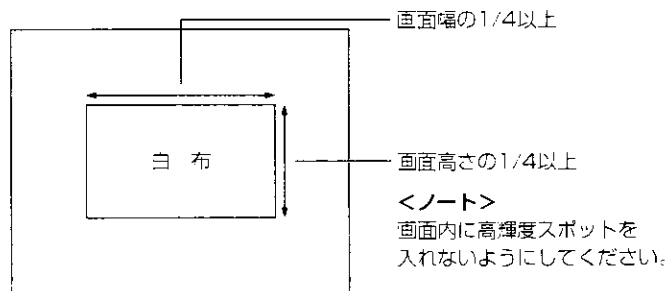 画面幅の1/4以上
白 布
画面高さの1/4以上
<ノート>
画面内に高輝度スポットを
入れないようにしてください。